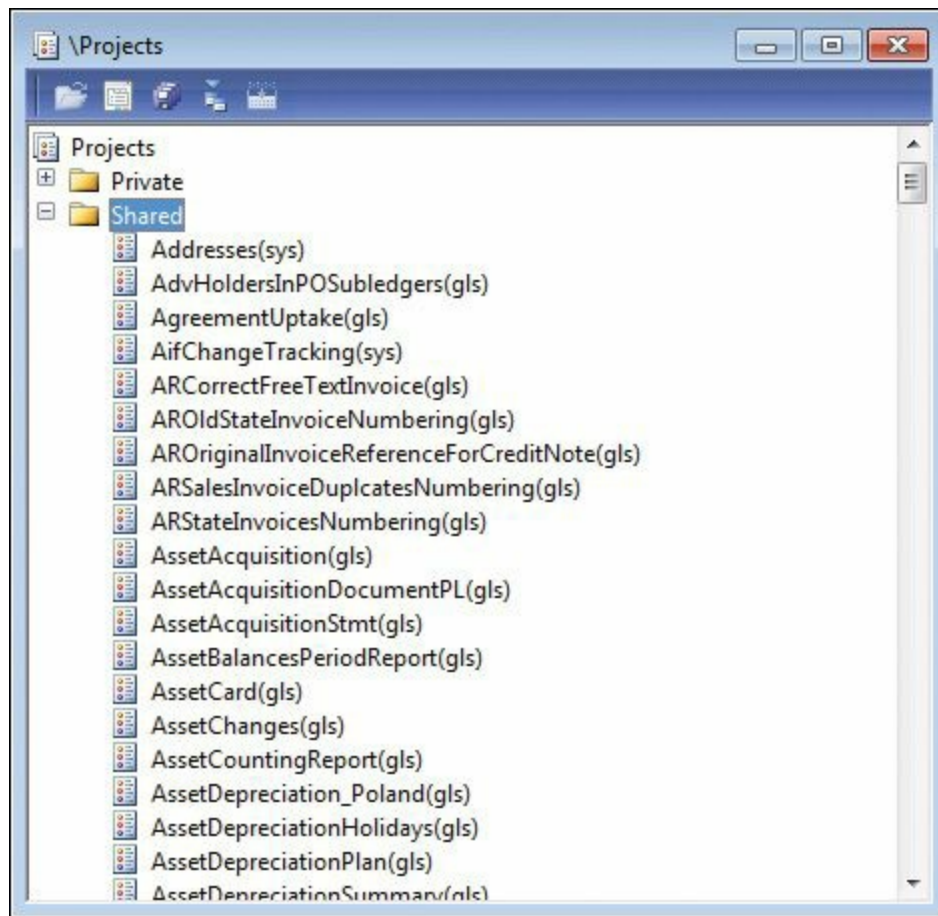 \Projects
Projects
Private
Shared
Addresses(sys)
AdvHoldersInPOSubledgers(gls)
AgreementUptake(gls)
AifChangeTracking(sys)
ARCorrectFreeTextInvoice(gls)
AROldStateInvoiceNumbering(gls)
AROriginalInvoiceReferenceForCreditNote(gls)
ARSalesInvoiceDuplcatesNumbering(gls)
ARStateInvoicesNumbering(gls)
AssetAcquisition(gls)
AssetAcquisitionDocumentPL(gls)
AssetAcquisitionStmt(gls)
AssetBalancesPeriodReport(gls)
AssetCard(gls)
AssetChanges(gls)
AssetCountingReport(gls)
AssetDepreciation_Poland(gls)
AssetDepreciationHolidays(gls)
AssetDepreciationPlan(gls)
AssetDepreciationSummary(gls)